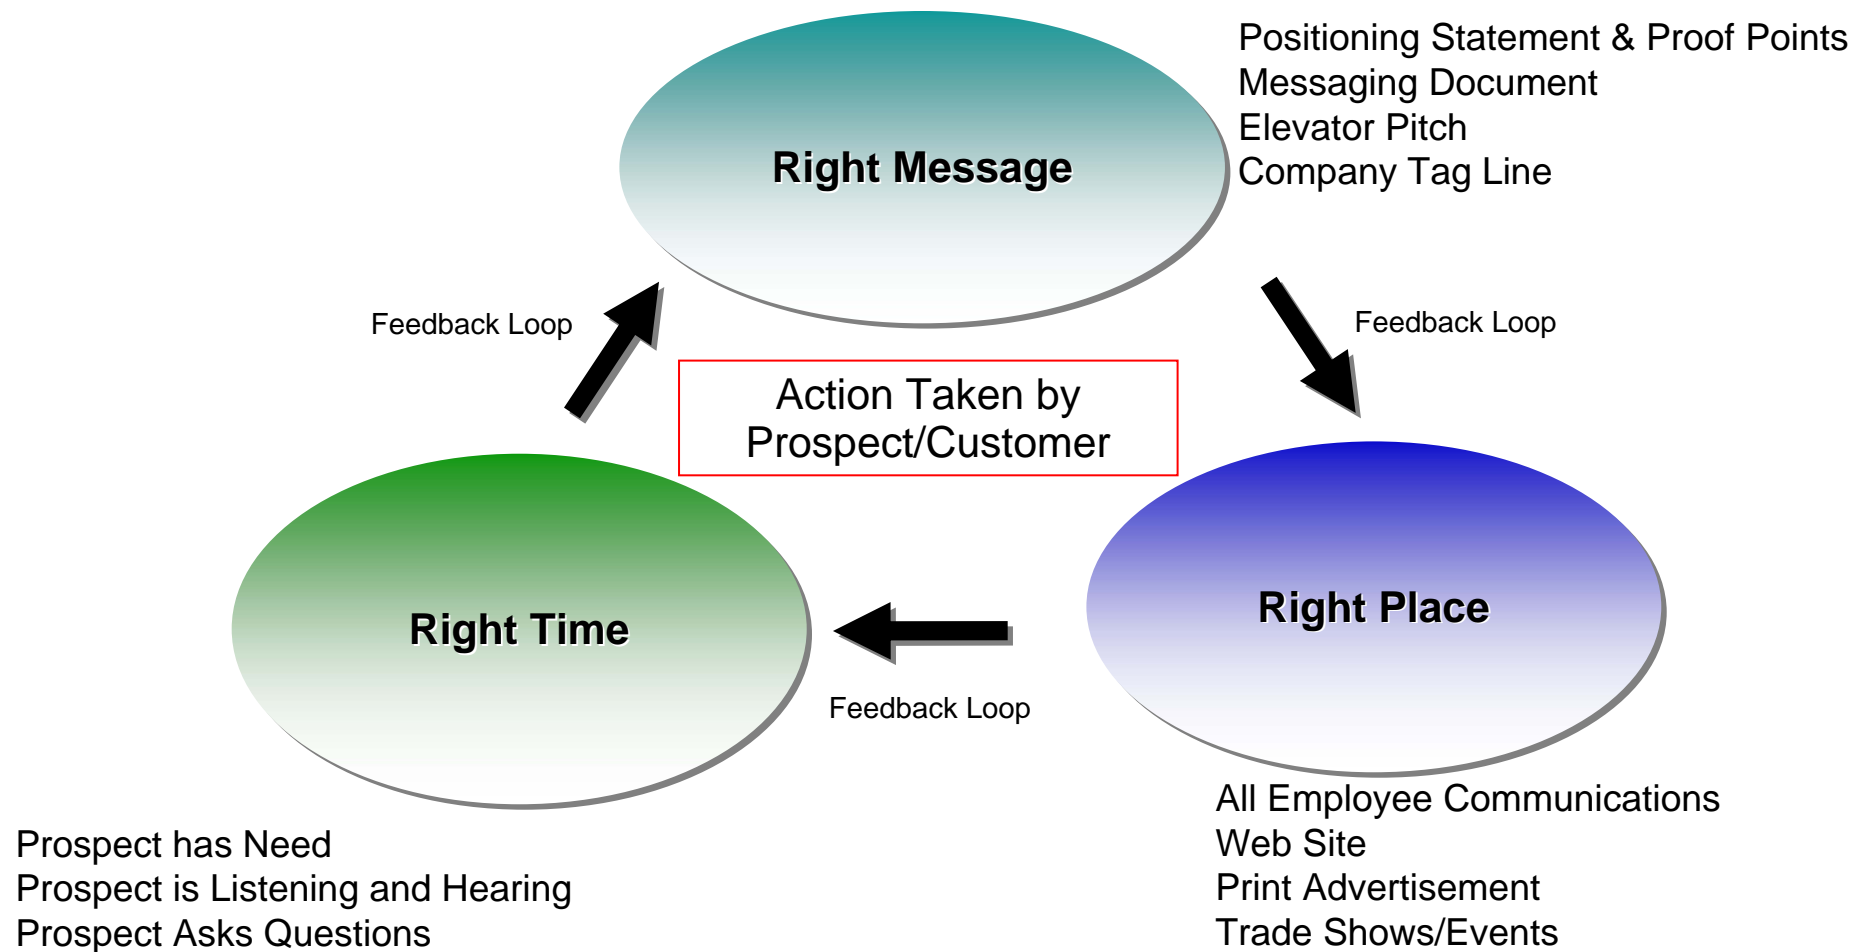 Positioning Statement & Proof Points
Messaging Document
Elevator Pitch
Company Tag Line
Right Message
Feedback Loop
Feedback Loop
Action Taken by
Prospect/Customer
Right Time
Right Place
Feedback Loop
All Employee Communications
Web Site
Print Advertisement
Trade Shows/Events
Prospect has Need
Prospect is Listening and Hearing
Prospect Asks Questions